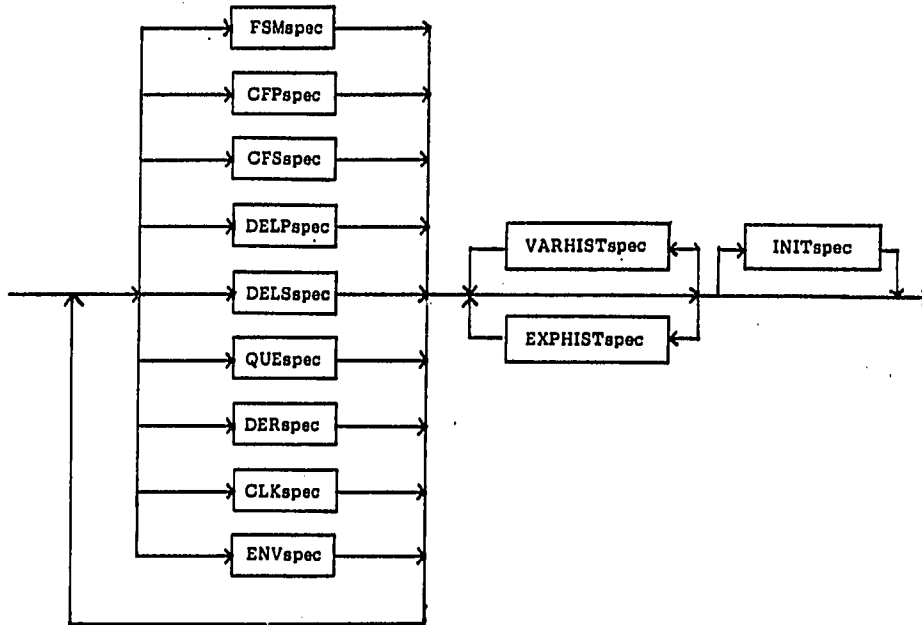 FSMspec
CFPspec
CFSspec
DELPspec
VARHISTspec
INITspec
DELSspec
EXPHISTspec
QUEspec
DERspec
CLKspec
ENVspec